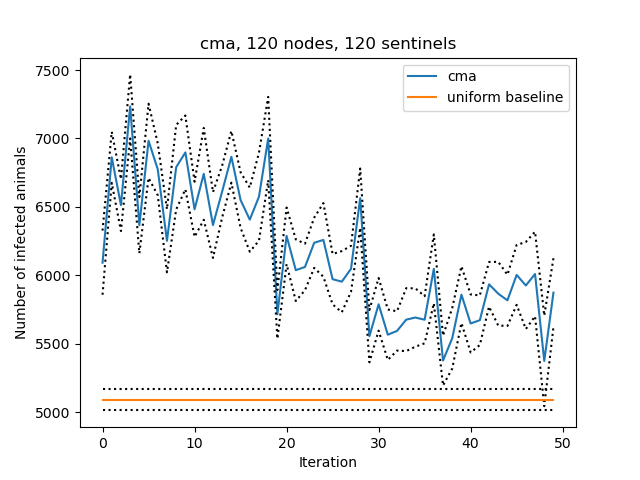 cma, 120 nodes, 120 sentinels
7500
7000
6500
6000
5500
5000
Number of infected animals
cma
uniform baseline
0
10
20
30
40
50
Iteration